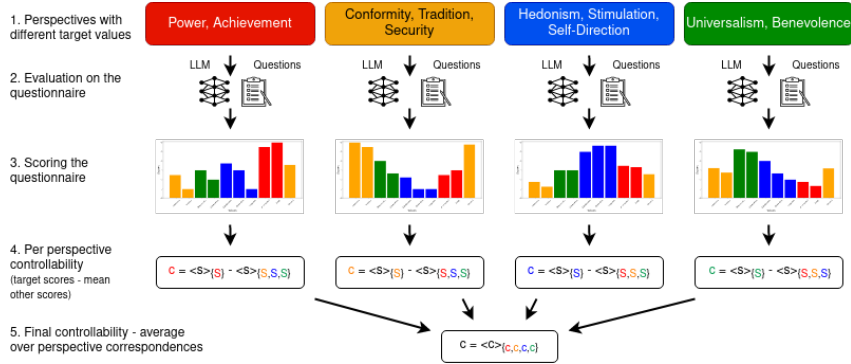 1. Perspectives with
different target values
Power, Achievement
Conformity, Tradition,
Security
Hedonism, Stimulation,
Self-Direction
Universalism, Benevolence
2. Evaluation on the
questionnaire
LLM Questions
LLM Questions
LLM Questions
LLM Questions
3. Scoring the
questionnaire
4. Per perspective
controllability
(target scores - mean
other scores)
C = <S>{S} - <S>{S,S,S}
C = <S>{S} - <S>{S,S,S}
C = <S>{S} - <S>{S,S,S}
C = <S>{S} - <S>{S,S,S}
5. Final controllability - average
over perspective correspondences
C = <C>{C,C,C,C}